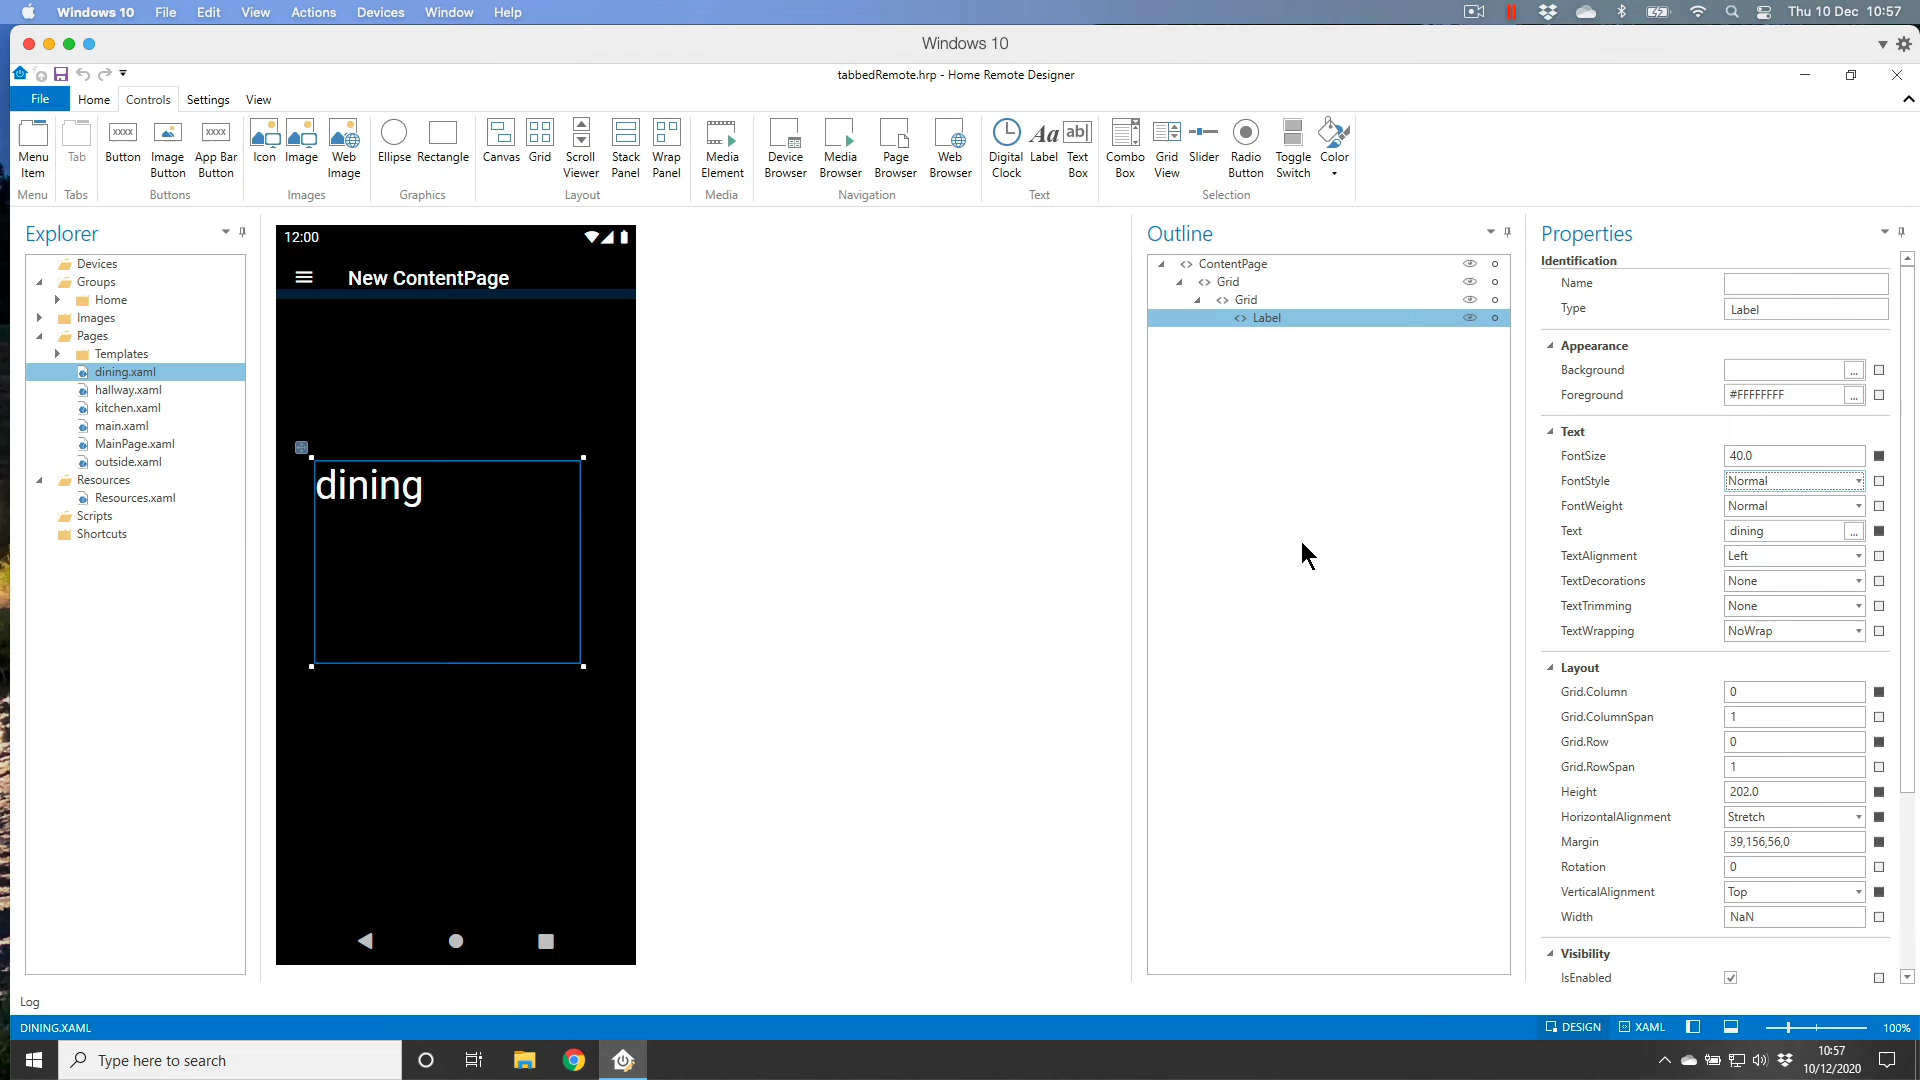 Windows 10 File Edit View Actions Devices Window Help Thu 10 Dec 10:57
Windows 10
tabbedRemote.hrp - Home Remote Designer
File Home Controls Settings View
Menu Item
Tab
Button
Image Button
App Bar Button
Icon
Image
Web Image
Ellipse
Rectangle
Canvas
Grid
Scroll Viewer
Stack Panel
Wrap Panel
Media Element
Device Browser
Media Browser
Page Browser
Web Browser
Digital Clock
Label
Text Box
Combo Box
Grid View
Slider
Radio Button
Toggle Switch
Color
xxxx xxxx Aa ab
Menu Tabs Buttons Images Graphics Layout Media Navigation Text Selection
Explorer
Devices
Groups
Home
Images
Pages
Templates
dining.xaml
hallway.xaml
kitchen.xaml
main.xaml
MainPage.xaml
outside.xaml
Resources
Resources.xaml
Scripts
Shortcuts
12:00
New ContentPage
dining
Outline
ContentPage
Grid
Grid
Label
Properties
Identification
Name
Type Label
Appearance
Background ...
Foreground #FFFFFFFF ...
Text
FontSize 40.0
FontStyle Normal
FontWeight Normal
Text dining ...
TextAlignment Left
TextDecorations None
TextTrimming None
TextWrapping NoWrap
Layout
Grid.Column 0
Grid.ColumnSpan 1
Grid.Row 0
Grid.RowSpan 1
Height 202.0
HorizontalAlignment Stretch
Margin 39,156,56,0
Rotation 0
VerticalAlignment Top
Width NaN
Visibility
IsEnabled
Log
DINING.XAML DESIGN XAML 100%
Type here to search
10:57
10/12/2020